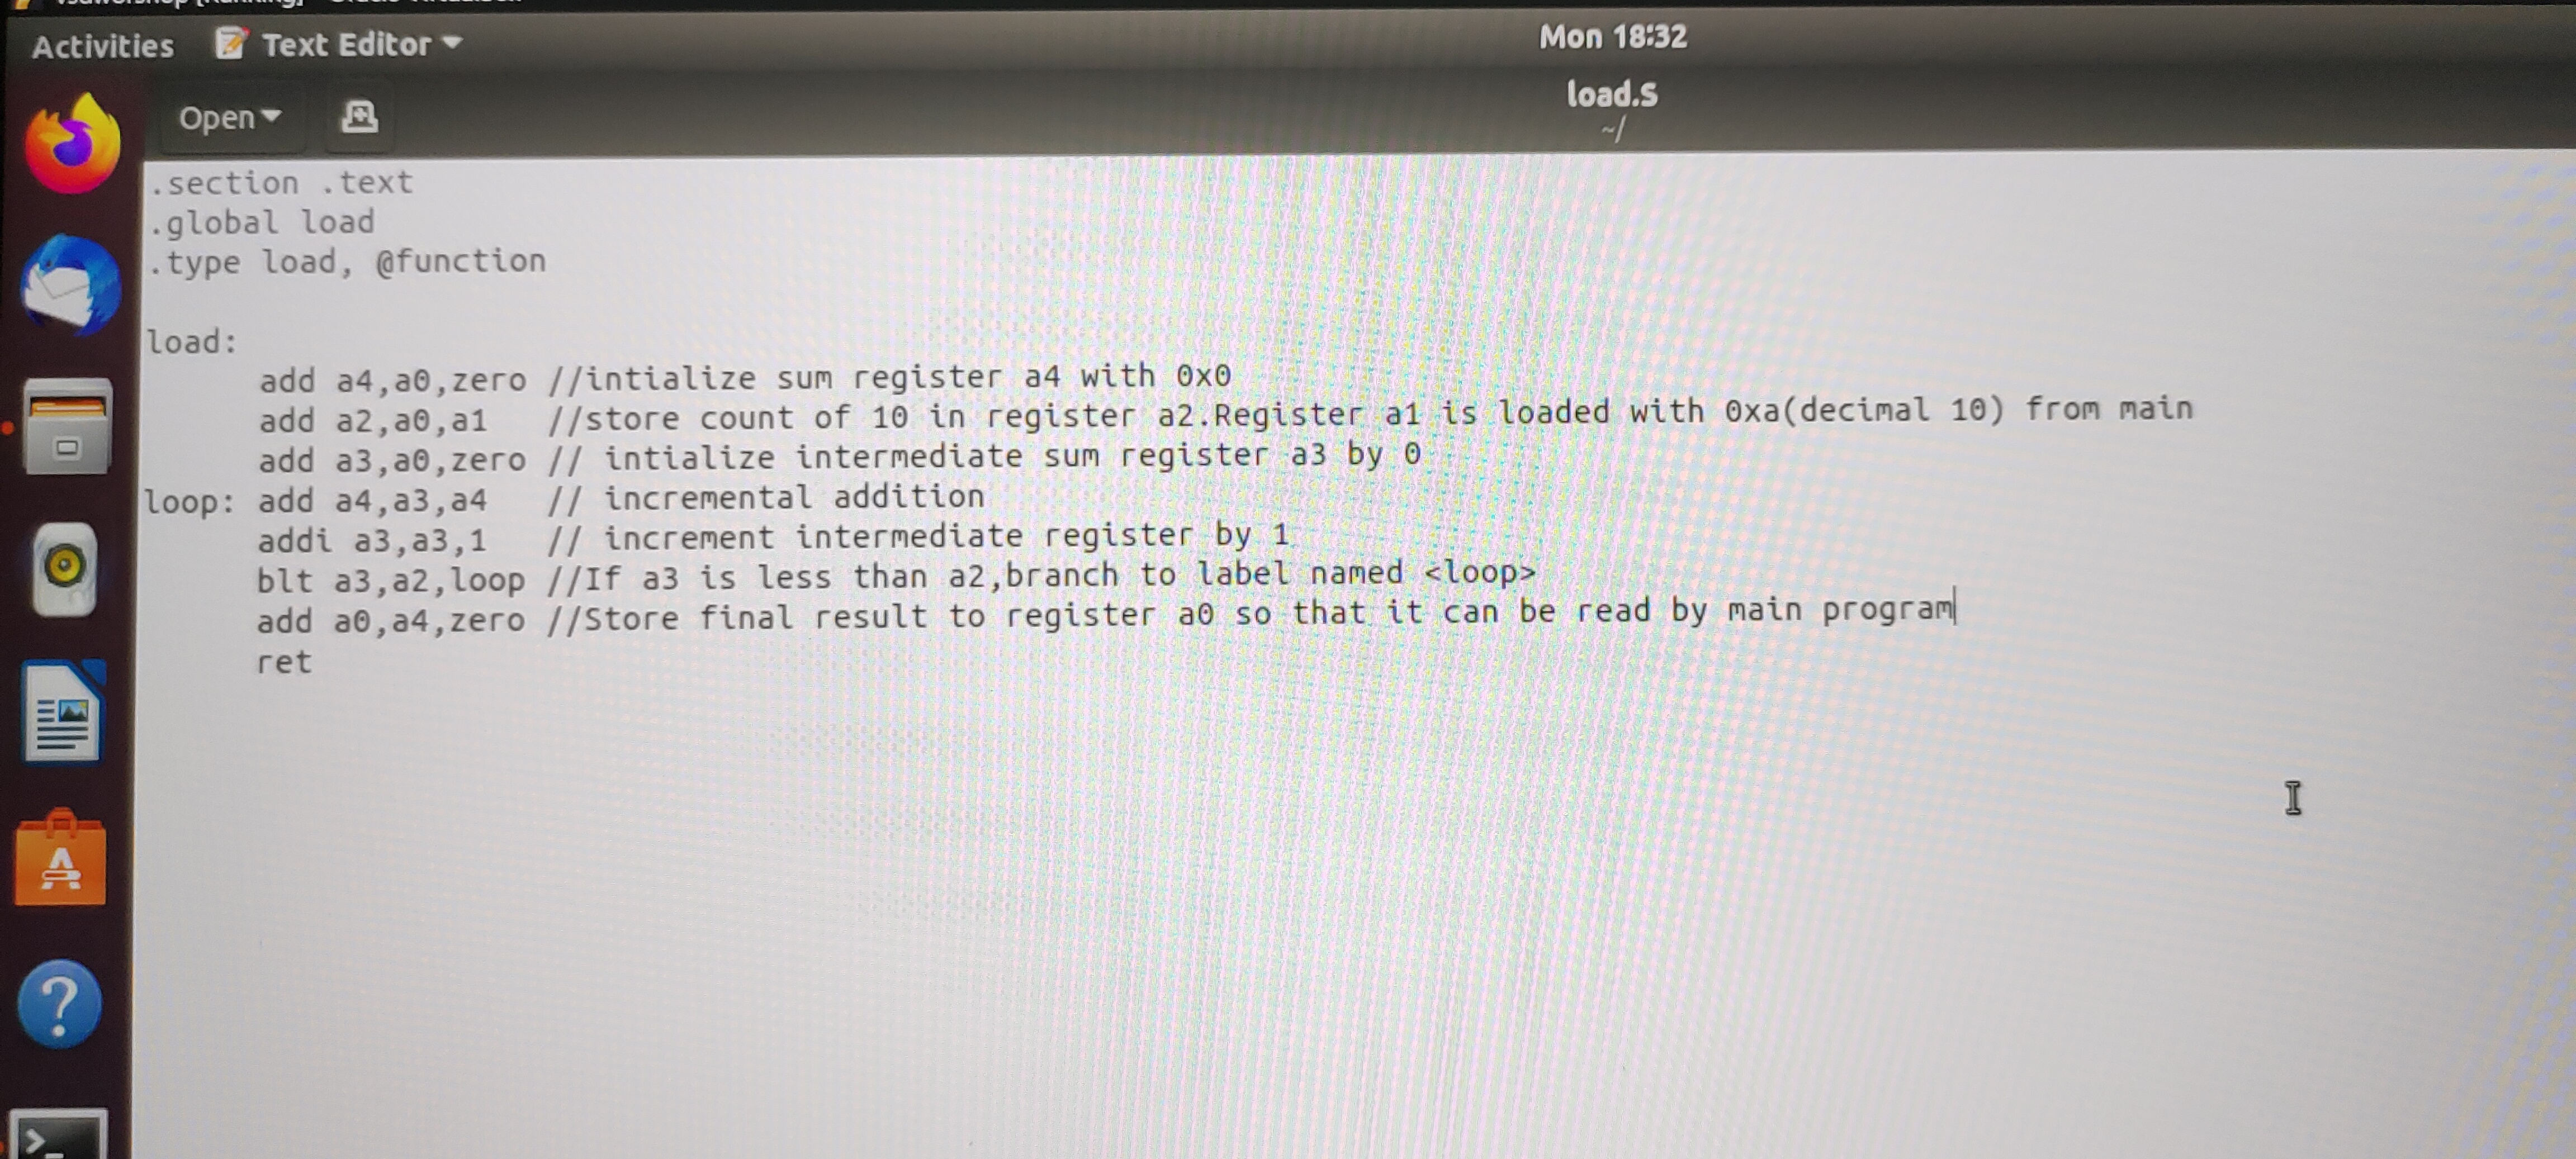 Activities Text Editor Mon 18:32
Open load.S
~/
.section .text
.global load
.type load, @function
load:
add a4,a0,zero //intialize sum register a4 with 0x0
add a2,a0,a1 //store count of 10 in register a2.Register a1 is loaded with 0xa(decimal 10) from main
add a3,a0,zero // intialize intermediate sum register a3 by 0
loop: add a4,a3,a4 // incremental addition
addi a3,a3,1 // increment intermediate register by 1
blt a3,a2,loop //If a3 is less than a2,branch to label named <loop>
add a0,a4,zero //Store final result to register a0 so that it can be read by main program
ret